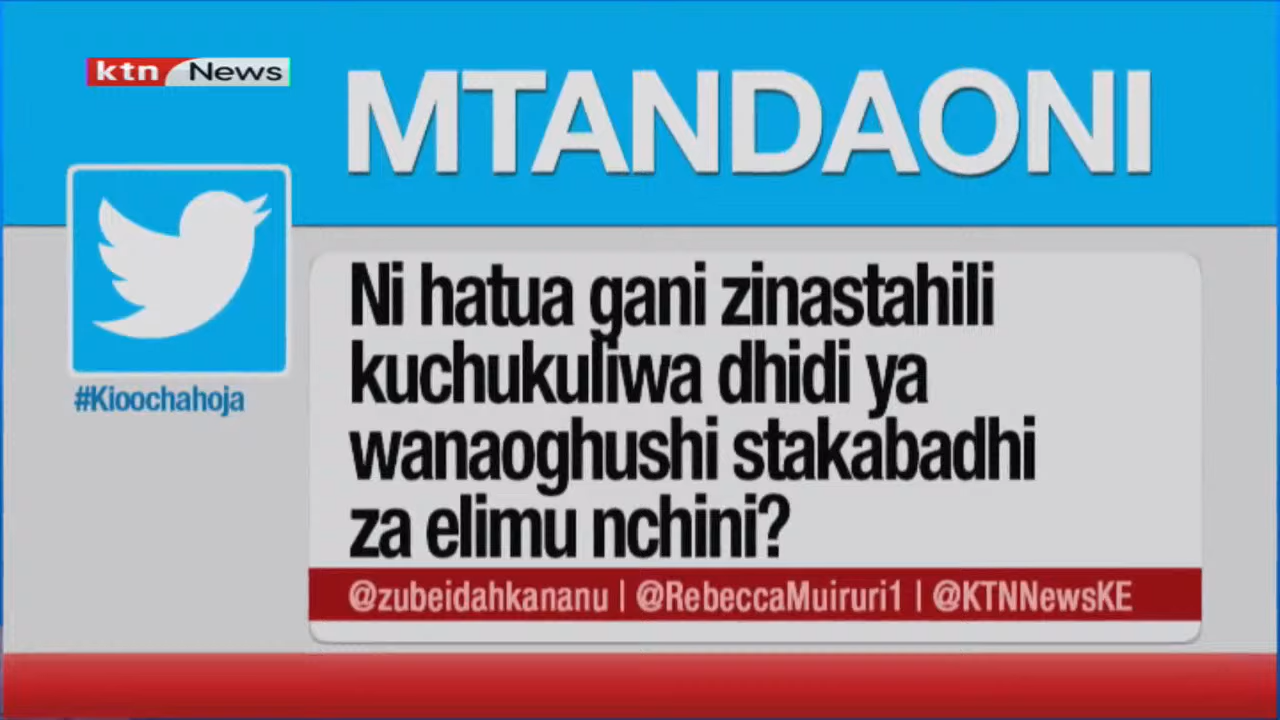 ktn News
MTANDAONI
#Kioochahoja
Ni hatua gani zinastahili
kuchukuliwa dhidi ya
wanaoghushi stakabadhi
za elimu nchini?
@zubeidahkananu | @RebeccaMuiruri1 | @KTNNewsKE